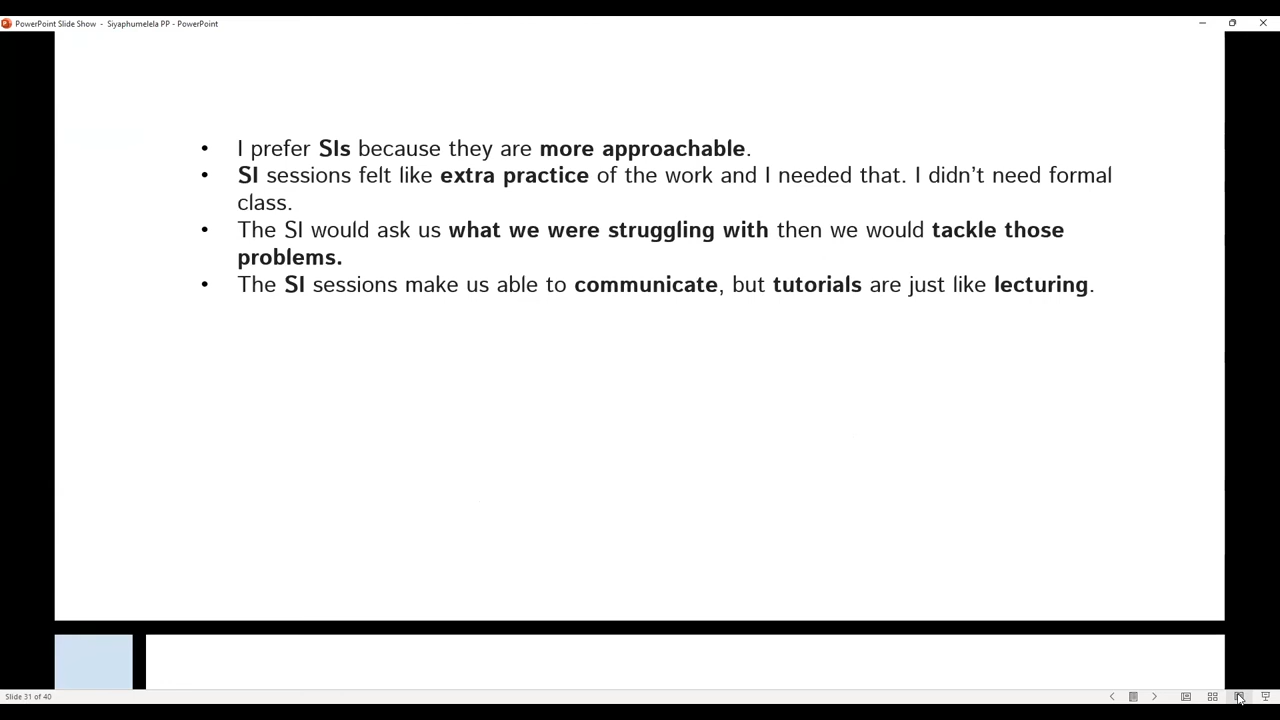 PowerPoint Slide Show - Siyaphumelela PP - PowerPoint
• I prefer SIs because they are more approachable.
• SI sessions felt like extra practice of the work and I needed that. I didn’t need formal
class.
• The SI would ask us what we were struggling with then we would tackle those
problems.
• The SI sessions make us able to communicate, but tutorials are just like lecturing.
Slide 31 of 40